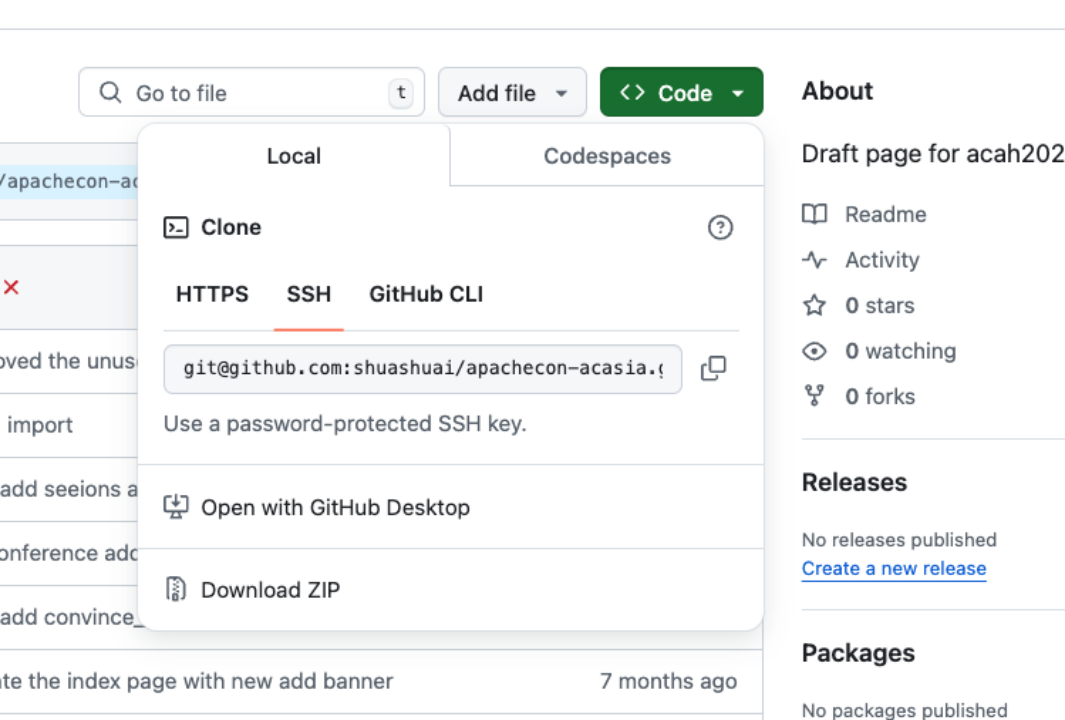 Go to file
t
Add file
Code
Local
Codespaces
/apachecon-ac
Clone
HTTPS
SSH
GitHub CLI
git@github.com:shuashuai/apachecon-acasia.g
Use a password-protected SSH key.
Open with GitHub Desktop
Download ZIP
oved the unus
import
add seeions a
onference add
add convince_
te the index page with new add banner
7 months ago
About
Draft page for acah202
Readme
Activity
0 stars
0 watching
0 forks
Releases
No releases published
Create a new release
Packages
No packages published